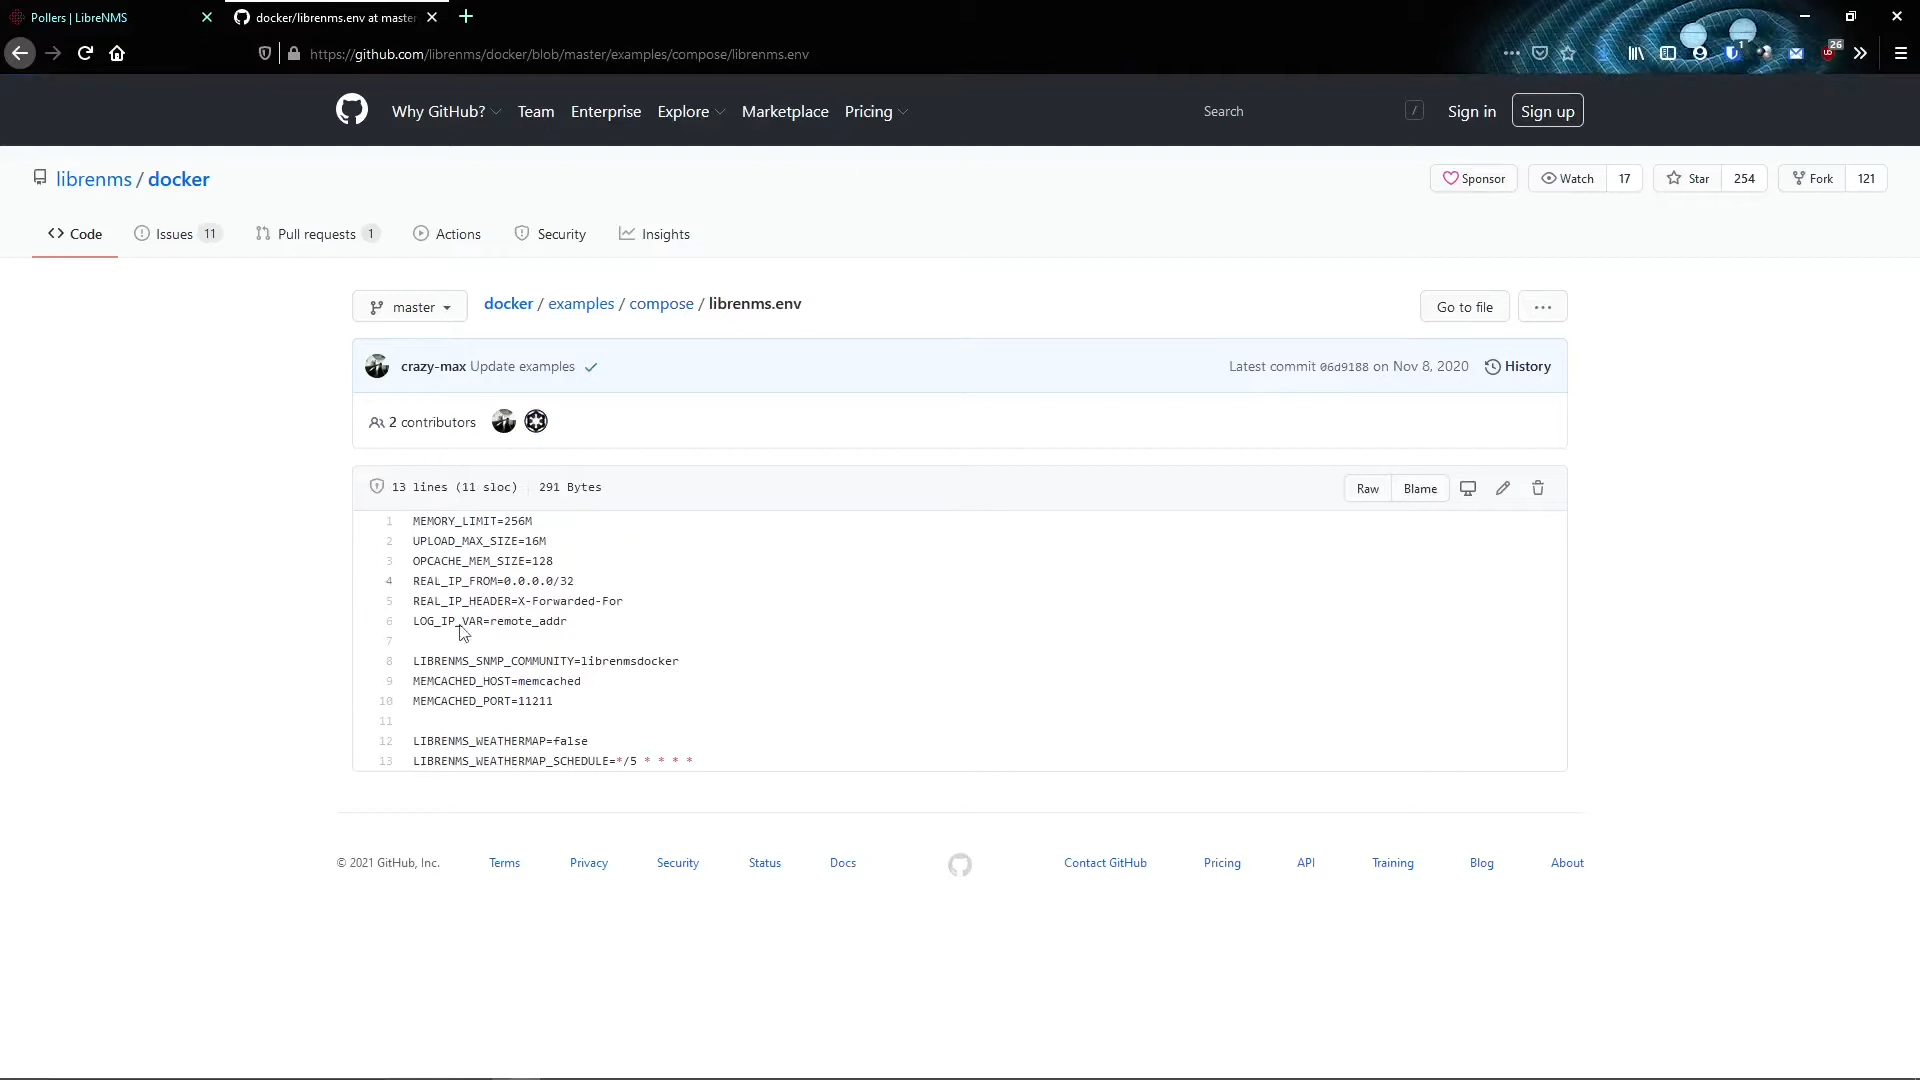 Pollers | LibreNMS
docker/librenms.env at master
https://github.com/librenms/docker/blob/master/examples/compose/librenms.env
1
26
Why GitHub? Team Enterprise Explore Marketplace Pricing
Search /
Sign in Sign up
librenms / docker
Sponsor Watch 17 Star 254 Fork 121
Code Issues 11 Pull requests 1 Actions Security Insights
master docker / examples / compose / librenms.env
Go to file ...
crazy-max Update examples
Latest commit 06d9188 on Nov 8, 2020 History
2 contributors
13 lines (11 sloc) 291 Bytes
Raw Blame
1 MEMORY_LIMIT=256M
2 UPLOAD_MAX_SIZE=16M
3 OPCACHE_MEM_SIZE=128
4 REAL_IP_FROM=0.0.0.0/32
5 REAL_IP_HEADER=X-Forwarded-For
6 LOG_IP_VAR=remote_addr
7
8 LIBRENMS_SNMP_COMMUNITY=librenmsdocker
9 MEMCACHED_HOST=memcached
10 MEMCACHED_PORT=11211
11
12 LIBRENMS_WEATHERMAP=false
13 LIBRENMS_WEATHERMAP_SCHEDULE=*/5 * * * *
© 2021 GitHub, Inc. Terms Privacy Security Status Docs Contact GitHub Pricing API Training Blog About